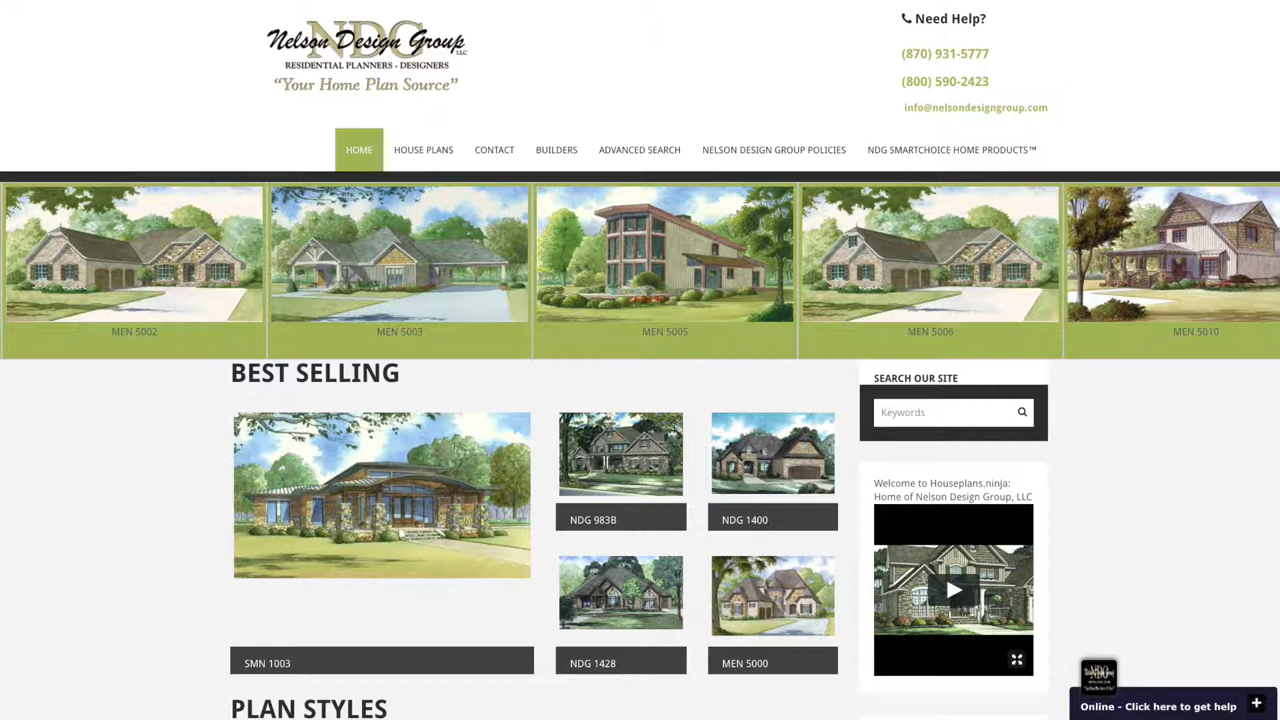 NDG
Nelson Design Group LLC
RESIDENTIAL PLANNERS - DESIGNERS
"Your Home Plan Source"
Need Help?
(870) 931-5777
(800) 590-2423
info@nelsondesigngroup.com
HOME HOUSE PLANS CONTACT BUILDERS ADVANCED SEARCH NELSON DESIGN GROUP POLICIES NDG SMARTCHOICE HOME PRODUCTS™
MEN 5002 MEN 5003 MEN 5005 MEN 5006 MEN 5010
BEST SELLING
SEARCH OUR SITE
Keywords
NDG 983B NDG 1400
SMN 1003 NDG 1428 MEN 5000
Welcome to Houseplans.ninja:
Home of Nelson Design Group, LLC
PLAN STYLES
NDG
Online - Click here to get help